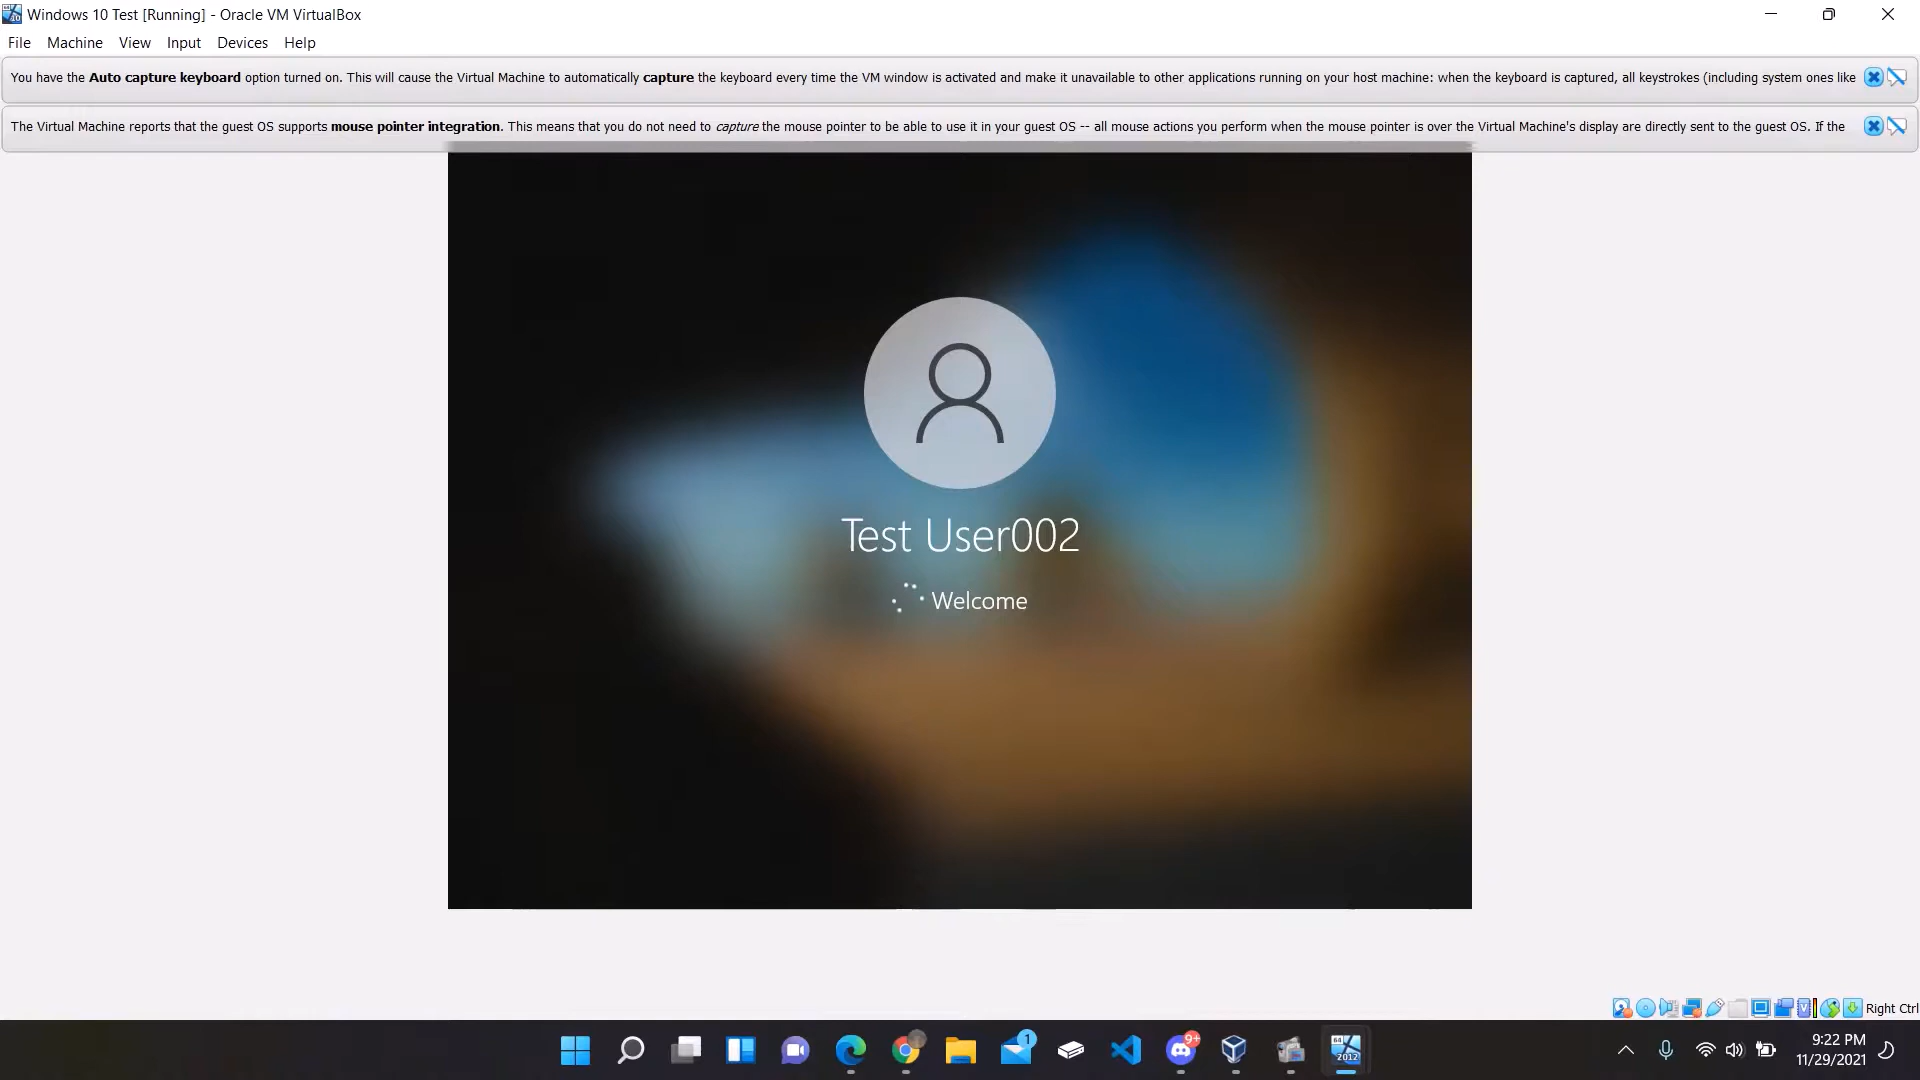 Windows 10 Test [Running] - Oracle VM VirtualBox
File Machine View Input Devices Help
You have the Auto capture keyboard option turned on. This will cause the Virtual Machine to automatically capture the keyboard every time the VM window is activated and make it unavailable to other applications running on your host machine: when the keyboard is captured, all keystrokes (including system ones like
The Virtual Machine reports that the guest OS supports mouse pointer integration. This means that you do not need to capture the mouse pointer to be able to use it in your guest OS -- all mouse actions you perform when the mouse pointer is over the Virtual Machine's display are directly sent to the guest OS. If the
Test User002
Welcome
Right Ctrl
1
9+
64
2012
9:22 PM
11/29/2021